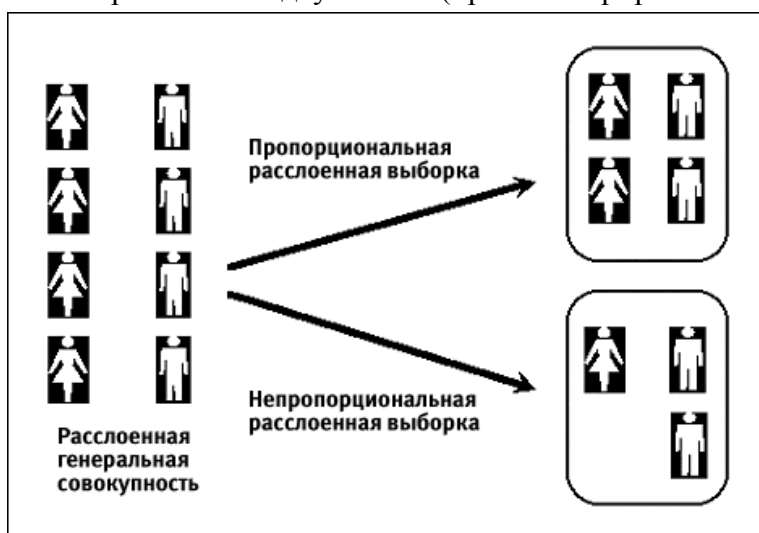 Пропорциональная
расслоенная выборка
Непропорциональная
расслоенная выборка
Расслоенная
генеральная
совокупность